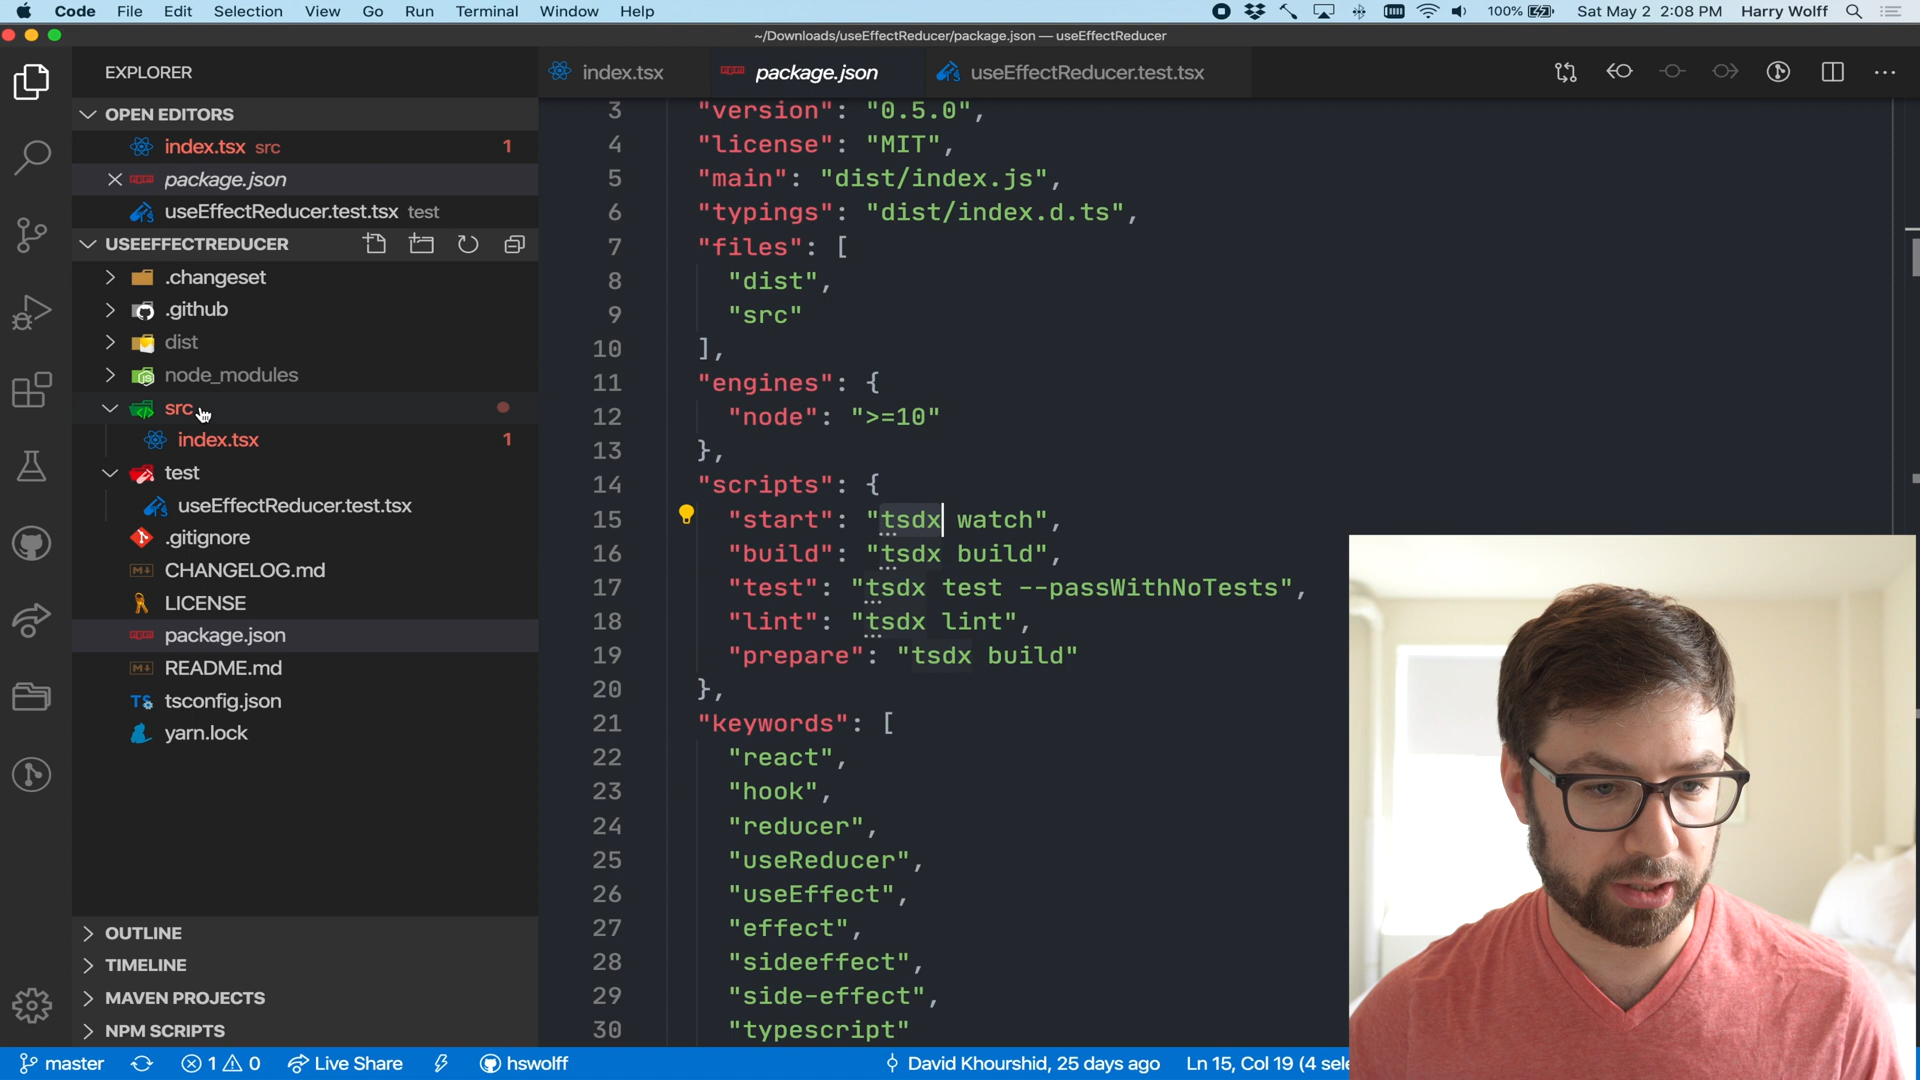 Code File Edit Selection View Go Run Terminal Window Help 100% Sat May 2 2:08 PM Harry Wolff
~/Downloads/useEffectReducer/package.json — useEffectReducer
EXPLORER
OPEN EDITORS
index.tsx src 1
package.json
useEffectReducer.test.tsx test
USEEFFECTREDUCER
.changeset
.github
dist
node_modules
src
index.tsx 1
test
useEffectReducer.test.tsx
.gitignore
CHANGELOG.md
LICENSE
package.json
README.md
TS tsconfig.json
yarn.lock
OUTLINE
TIMELINE
MAVEN PROJECTS
NPM SCRIPTS
index.tsx package.json useEffectReducer.test.tsx
3 "version": "0.5.0",
4 "license": "MIT",
5 "main": "dist/index.js",
6 "typings": "dist/index.d.ts",
7 "files": [
8 "dist",
9 "src"
10 ],
11 "engines": {
12 "node": ">=10"
13 },
14 "scripts": {
15 "start": "tsdx watch",
16 "build": "tsdx build",
17 "test": "tsdx test --passWithNoTests",
18 "lint": "tsdx lint",
19 "prepare": "tsdx build"
20 },
21 "keywords": [
22 "react",
23 "hook",
24 "reducer",
25 "useReducer",
26 "useEffect",
27 "effect",
28 "sideeffect",
29 "side-effect",
30 "typescript"
master 1 0 Live Share hswolff David Khourshid, 25 days ago Ln 15, Col 19 (4 sele